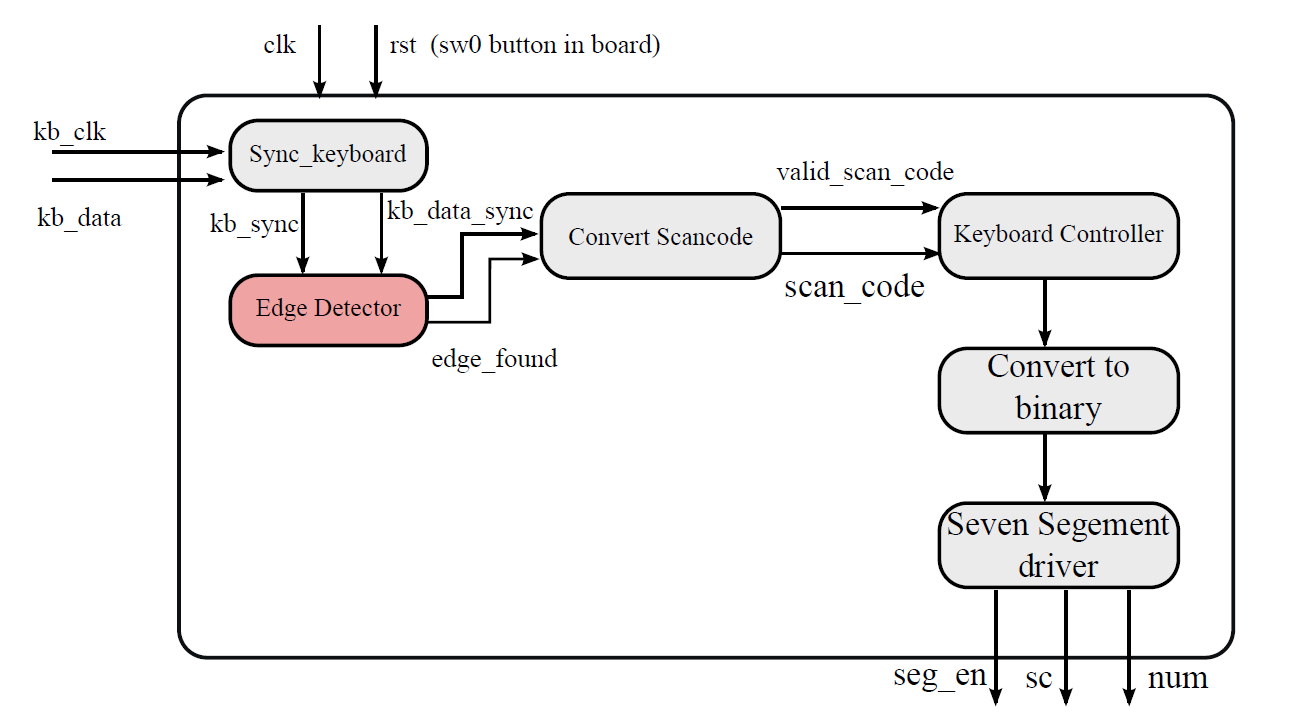 clk
rst (sw0 button in board)
kb_clk
kb_data
Sync_keyboard
kb_sync
kb_data_sync
Edge Detector
edge_found
Convert Scancode
valid_scan_code
scan_code
Keyboard Controller
Convert to
binary
Seven Segement
driver
seg_en
sc
num